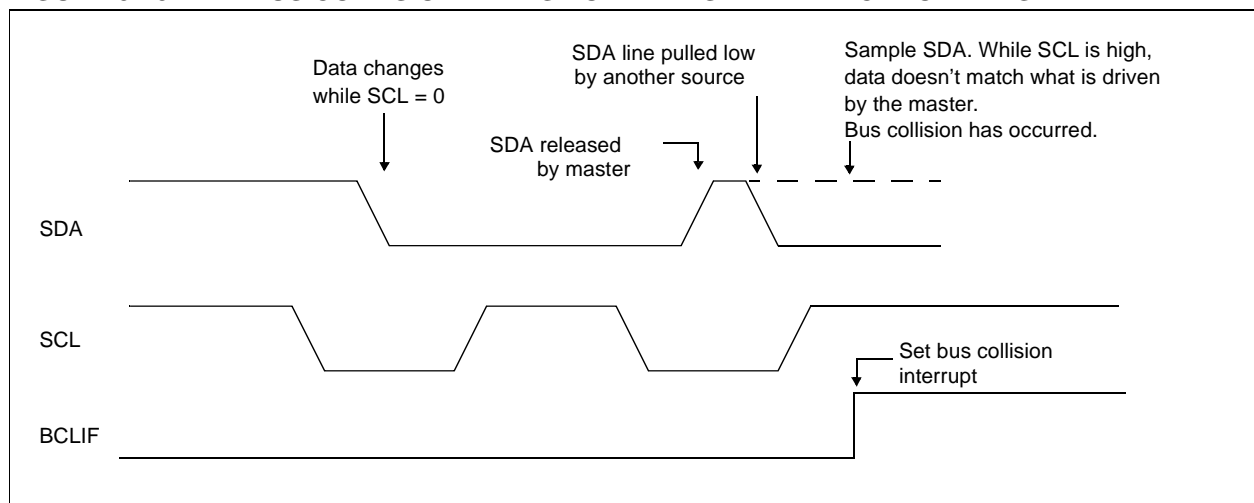 Data changes
while SCL = 0
SDA line pulled low
by another source
Sample SDA. While SCL is high,
data doesn't match what is driven
by the master.
Bus collision has occurred.
SDA released
by master
SDA
SCL
Set bus collision
interrupt
BCLIF